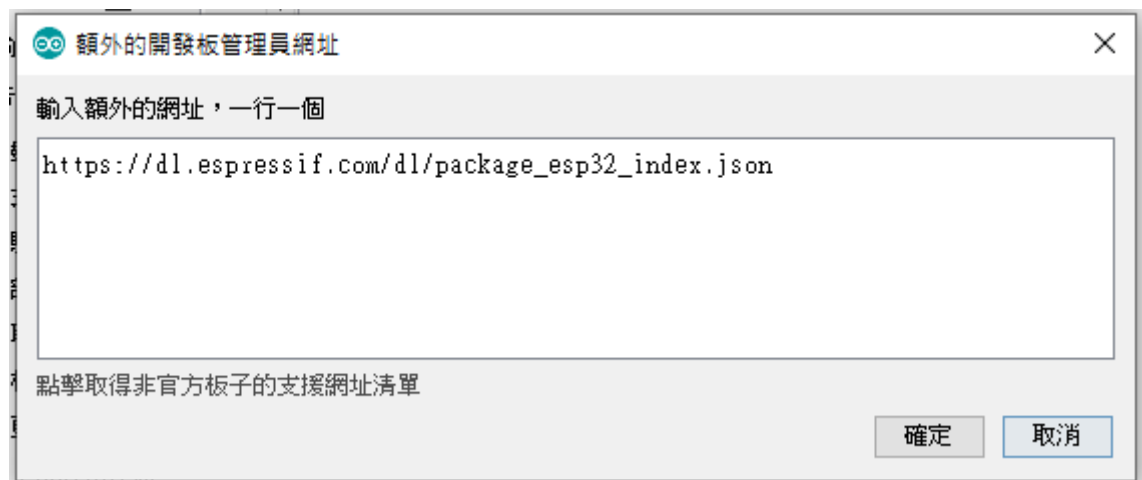 額外的開發板管理員網址
輸入額外的網址，一行一個
https://dl.espressif.com/dl/package_esp32_index.json
點擊取得非官方板子的支援網址清單
確定 取消